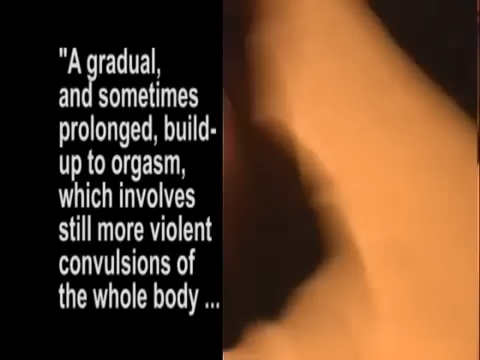 "A gradual,
and sometimes
prolonged, build-
up to orgasm,
which involves
still more violent
convulsions of
the whole body ...